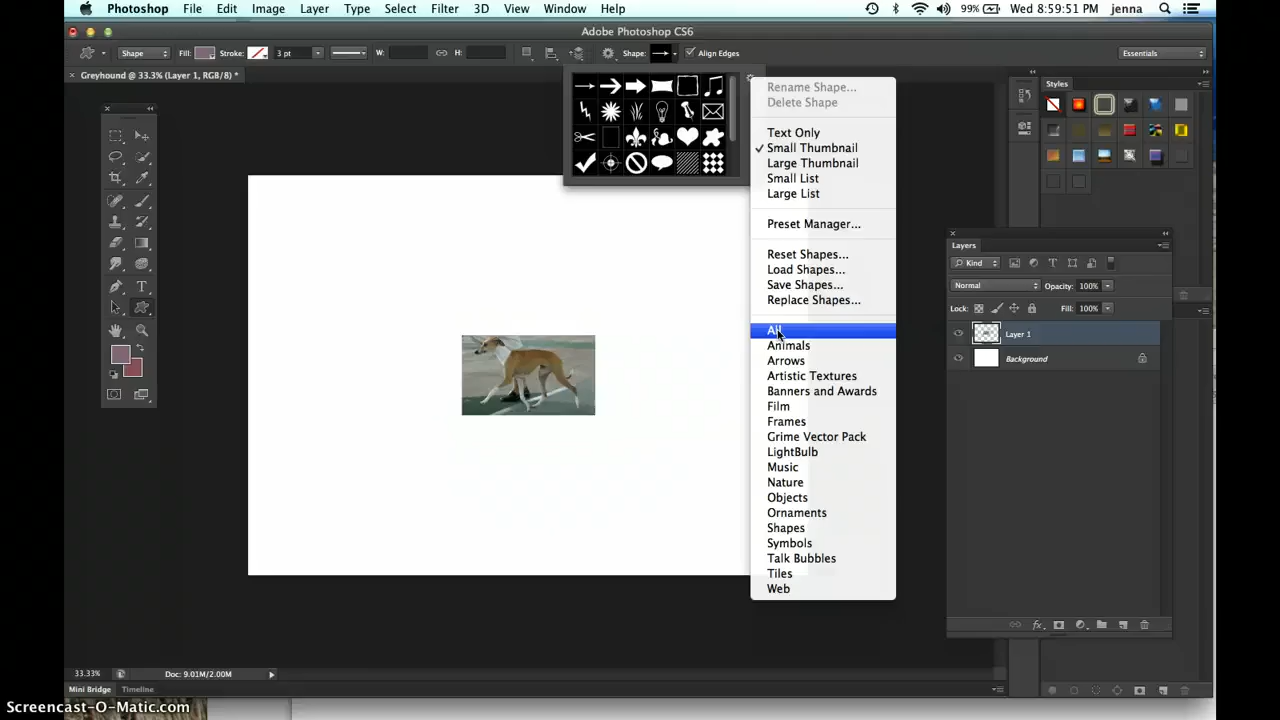 Photoshop File Edit Image Layer Type Select Filter 3D View Window Help 99% Wed 8:59:51 PM jenna
Adobe Photoshop CS6
Shape Fill: Stroke: 3 pt W: H: Shape: Align Edges Essentials
Greyhound @ 33.3% (Layer 1, RGB/8) *
Rename Shape...
Delete Shape
Text Only
Small Thumbnail
Large Thumbnail
Small List
Large List
Preset Manager...
Reset Shapes...
Load Shapes...
Save Shapes...
Replace Shapes...
All
Animals
Arrows
Artistic Textures
Banners and Awards
Film
Frames
Grime Vector Pack
LightBulb
Music
Nature
Objects
Ornaments
Shapes
Symbols
Talk Bubbles
Tiles
Web
Styles
Layers
Kind
Normal Opacity: 100%
Lock: Fill: 100%
Layer 1
Background
fx
33.33% Doc: 9.01M/2.00M
Mini Bridge Timeline
Screencast-O-Matic.com